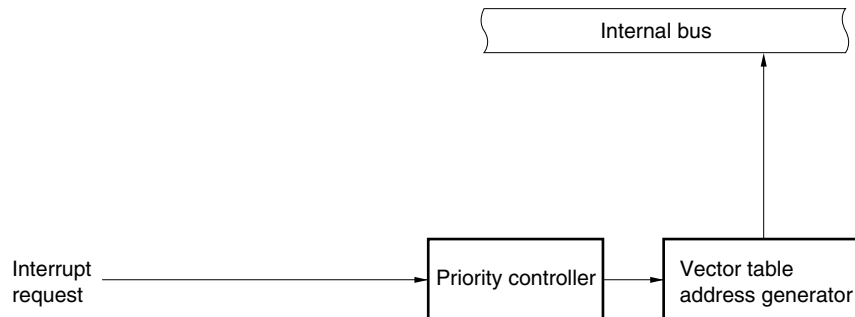 Internal bus
Interrupt
request
Priority controller
Vector table
address generator